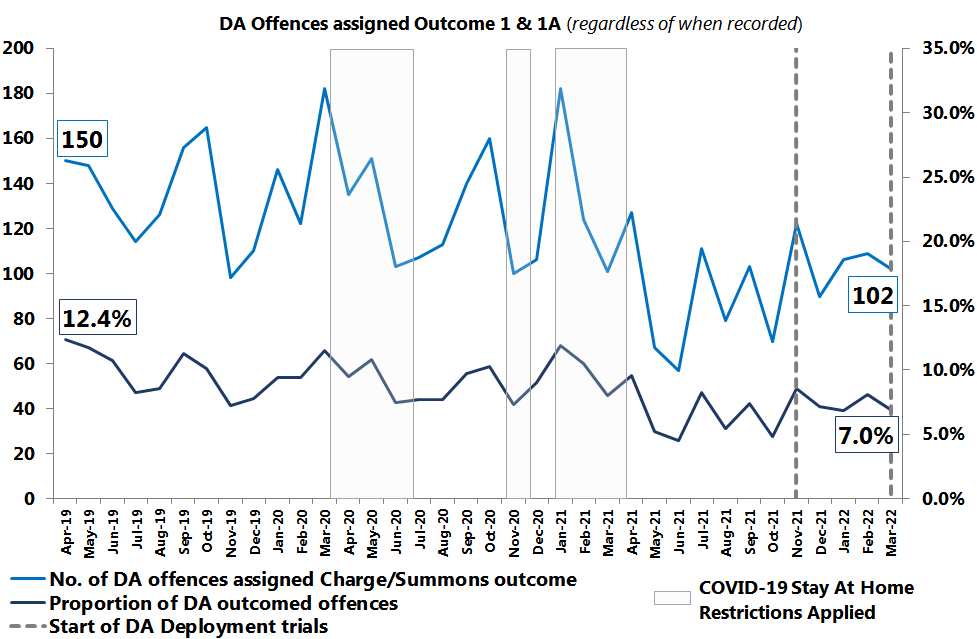 DA Offences assigned Outcome 1 & 1A (regardless of when recorded)
200
180
160
140
120
100
80
60
40
20
0
35.0%
30.0%
25.0%
20.0%
15.0%
10.0%
5.0%
0.0%
150
12.4%
102
7.0%
Apr-19
May-19
Jun-19
Jul-19
Aug-19
Sep-19
Oct-19
Nov-19
Dec-19
Jan-20
Feb-20
Mar-20
Apr-20
May-20
Jun-20
Jul-20
Aug-20
Sep-20
Oct-20
Nov-20
Dec-20
Jan-21
Feb-21
Mar-21
Apr-21
May-21
Jun-21
Jul-21
Aug-21
Sep-21
Oct-21
Nov-21
Dec-21
Jan-22
Feb-22
Mar-22
No. of DA offences assigned Charge/Summons outcome
Proportion of DA outcomed offences
Start of DA Deployment trials
COVID-19 Stay At Home
Restrictions Applied